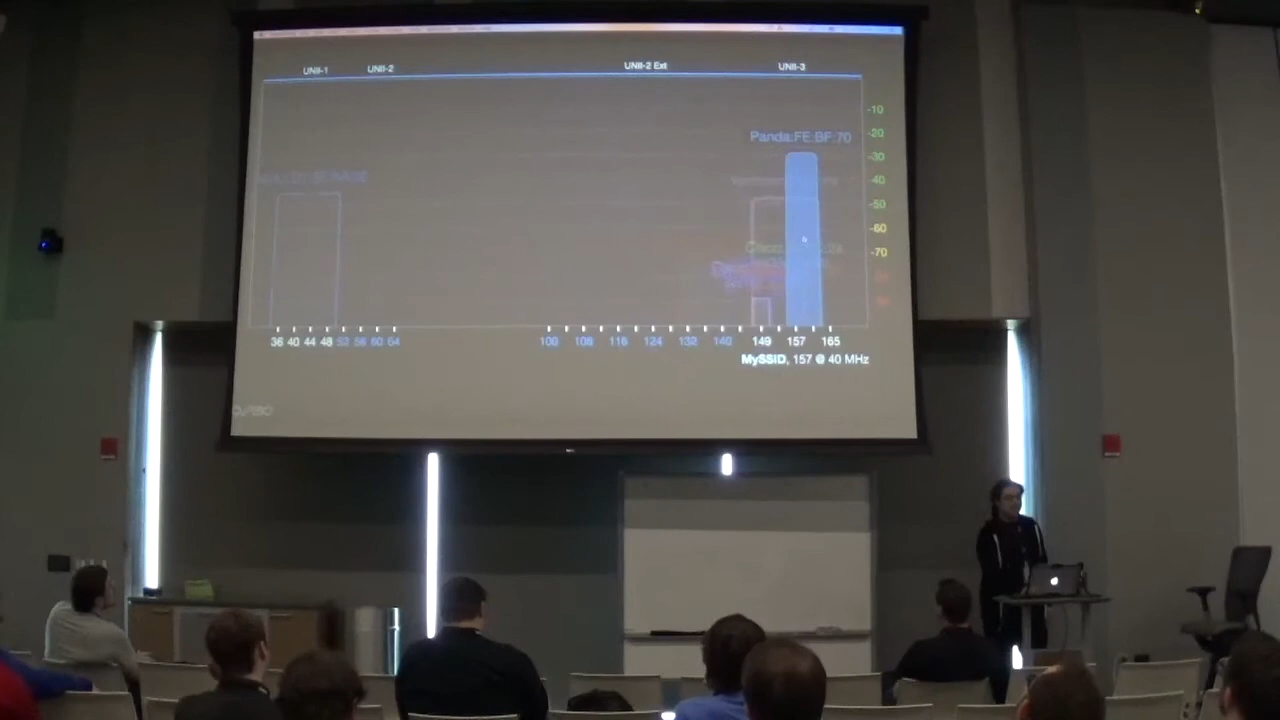 UNII-1 UNII-2 UNII-2 Ext UNII-3
-10
Panda:FE:BF:70
-20
-30
-40
-50
-60
-70
36 40 44 48 52 56 60 64 100 108 116 124 132 140 149 157 165
MySSID, 157 @ 40 MHz